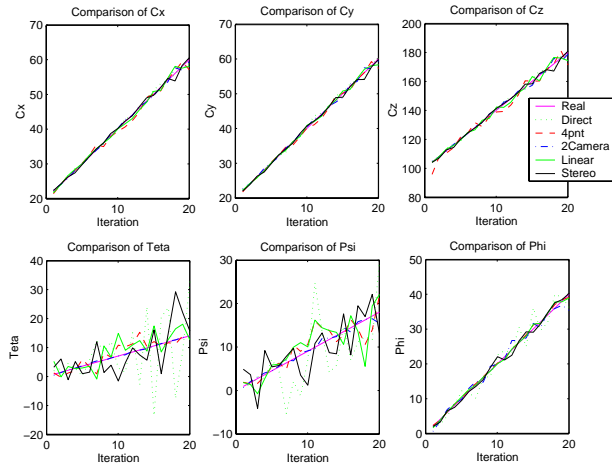 Comparison of Cx
Comparison of Cy
Comparison of Cz
70
60
50
40
30
20
0
10
20
Cx
Iteration
70
60
50
40
30
20
0
10
20
Cy
Iteration
200
180
160
140
120
100
80
0
10
20
Cz
Iteration
Real
Direct
4pnt
2Camera
Linear
Stereo
Comparison of Teta
Comparison of Psi
Comparison of Phi
40
30
20
10
0
−10
−20
0
10
20
Teta
Iteration
30
20
10
0
−10
0
10
20
Psi
Iteration
50
40
30
20
10
0
0
10
20
Phi
Iteration